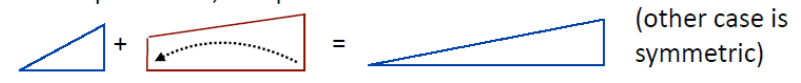 +
=
(other case is
symmetric)